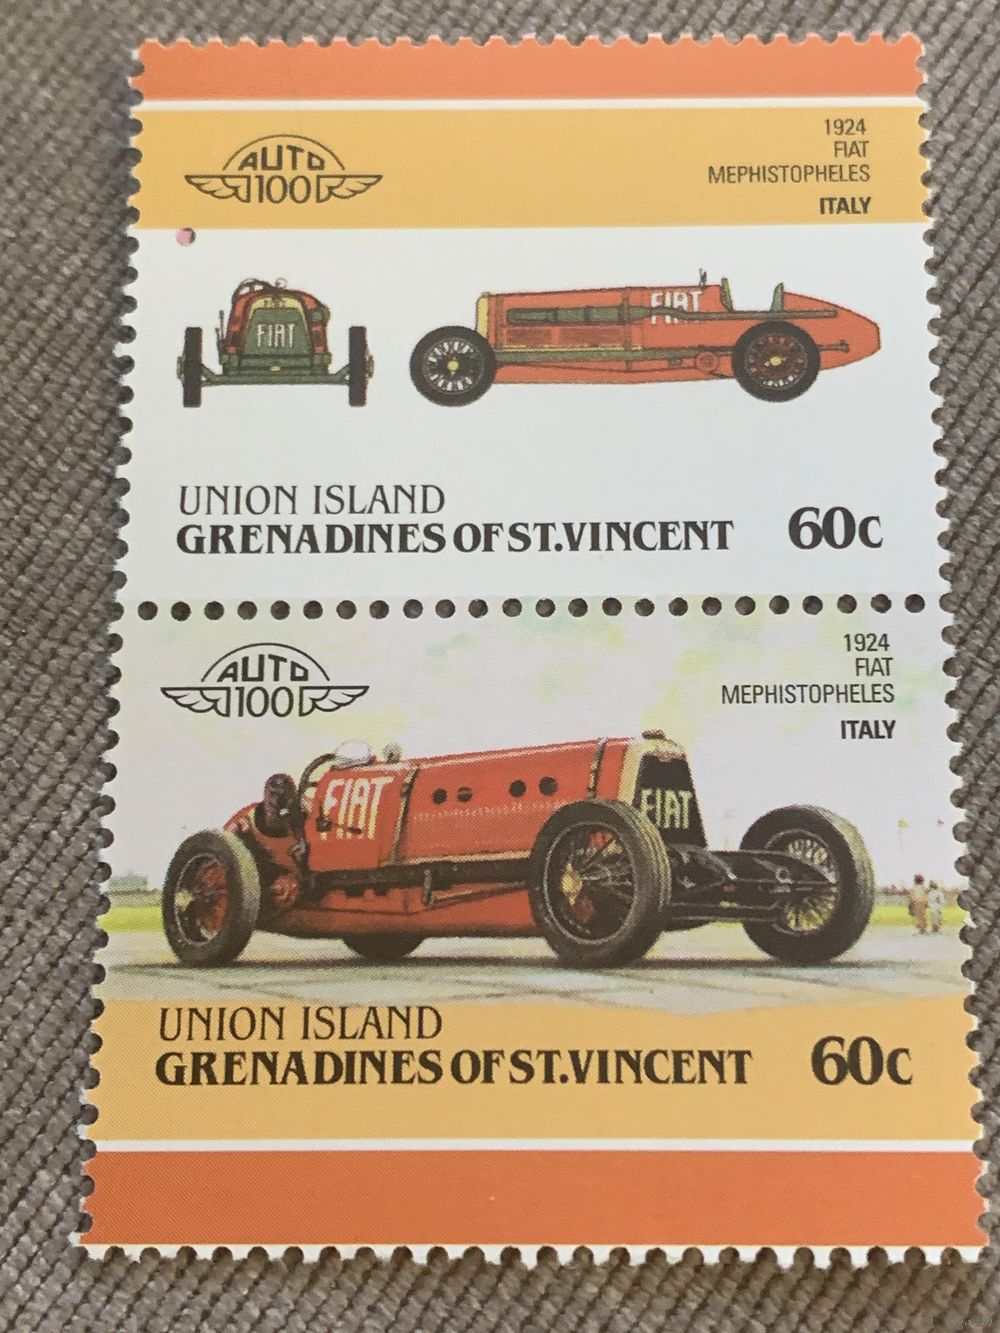 AUTO
100
1924
FIAT
MEPHISTOPHELES
ITALY
FIAT
FIAT
UNION ISLAND
GRENADINES OF ST.VINCENT 60c
AUTO
100
1924
FIAT
MEPHISTOPHELES
ITALY
FIAT
FIAT
UNION ISLAND
GRENADINES OF ST.VINCENT 60c